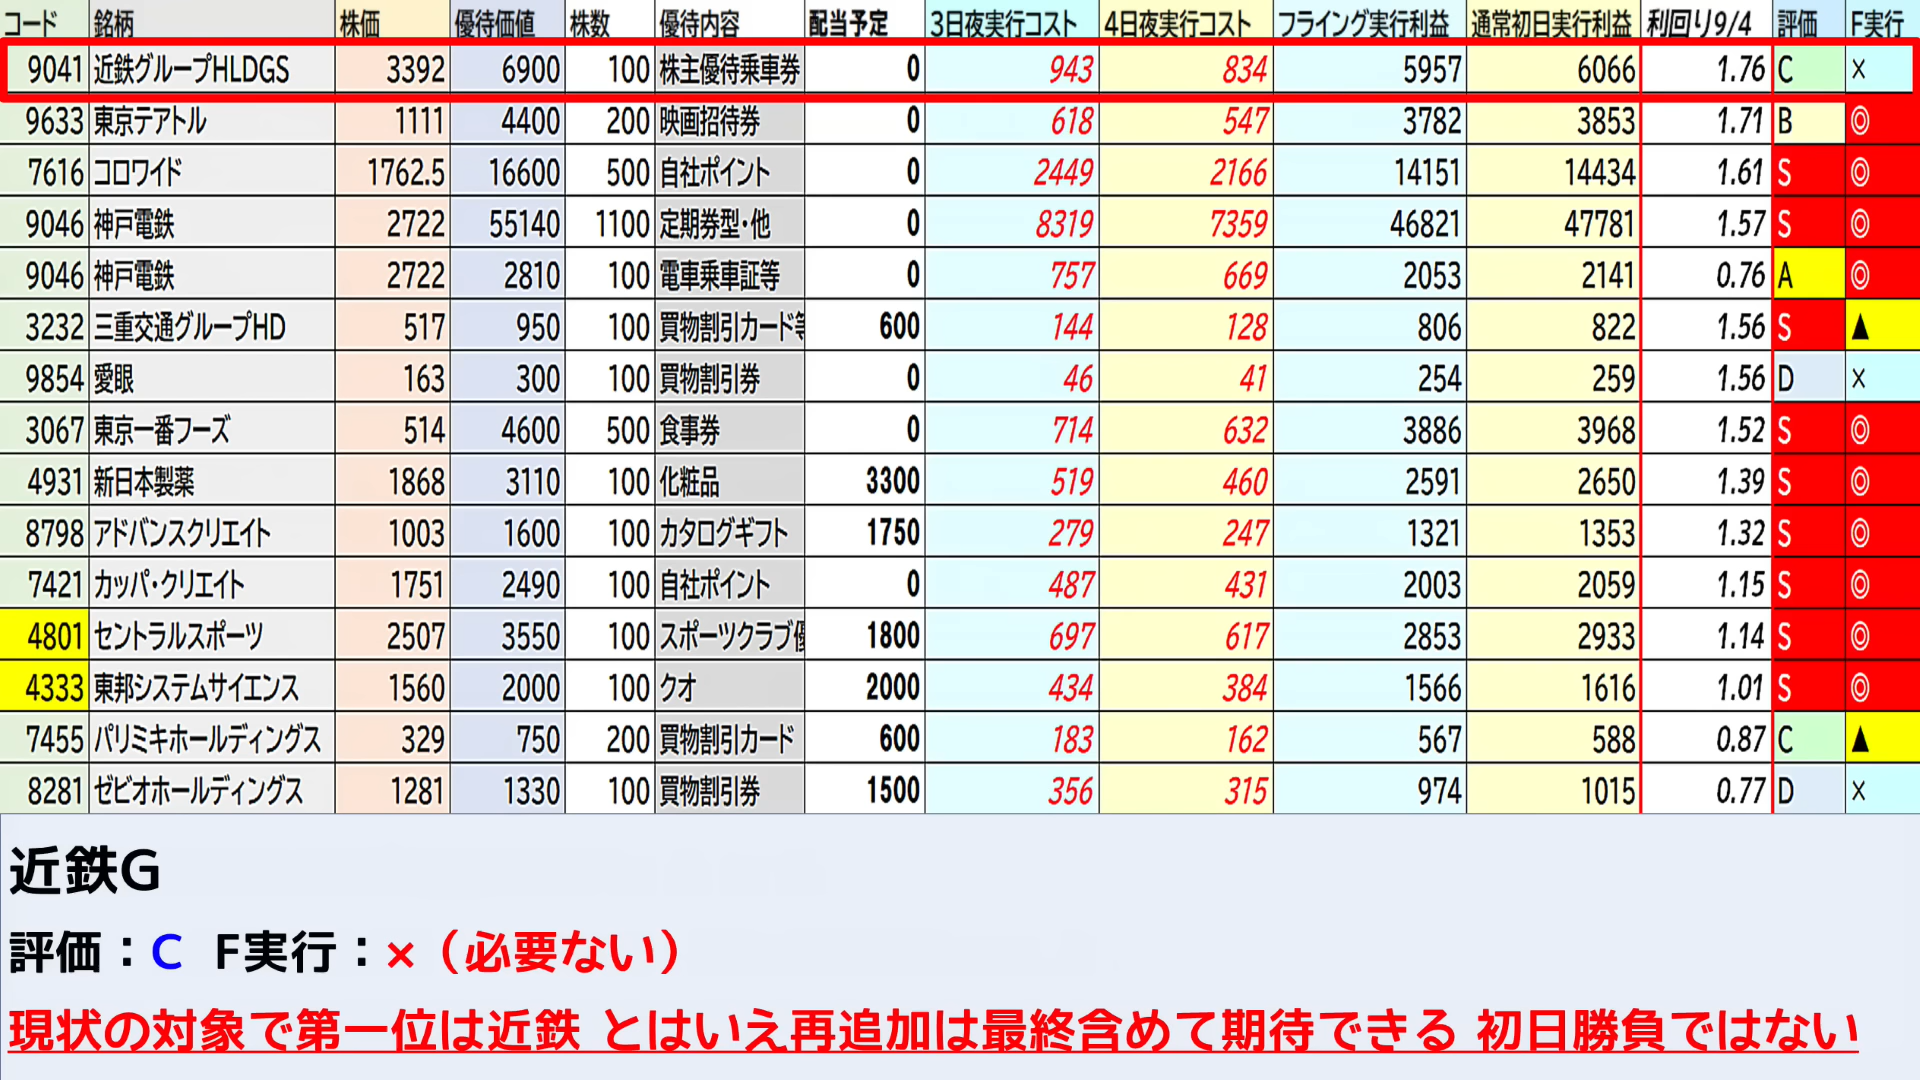 コード 銘柄 株価 優待価値 株数 優待内容 配当予定 3日夜実行コスト 4日夜実行コスト フライング実行利益 通常初日実行利益 利回り9/4 評価 F実行
9041 近鉄グループHLDGS 3392 6900 100 株主優待乗車券 0 943 834 5957 6066 1.76 C ×
9633 東京テアトル 1111 4400 200 映画招待券 0 618 547 3782 3853 1.71 B ◎
7616 コロワイド 1762.5 16600 500 自社ポイント 0 2449 2166 14151 14434 1.61 S ◎
9046 神戸電鉄 2722 55140 1100 定期券型・他 0 8319 7359 46821 47781 1.57 S ◎
9046 神戸電鉄 2722 2810 100 電車乗車証等 0 757 669 2053 2141 0.76 A ◎
3232 三重交通グループHD 517 950 100 買物割引カード等 600 144 128 806 822 1.56 S ▲
9854 愛眼 163 300 100 買物割引券 0 46 41 254 259 1.56 D ×
3067 東京一番フーズ 514 4600 500 食事券 0 714 632 3886 3968 1.52 S ◎
4931 新日本製薬 1868 3110 100 化粧品 3300 519 460 2591 2650 1.39 S ◎
8798 アドバンスクリエイト 1003 1600 100 カタログギフト 1750 279 247 1321 1353 1.32 S ◎
7421 カッパ・クリエイト 1751 2490 100 自社ポイント 0 487 431 2003 2059 1.15 S ◎
4801 セントラルスポーツ 2507 3550 100 スポーツクラブ優 1800 697 617 2853 2933 1.14 S ◎
4333 東邦システムサイエンス 1560 2000 100 クオ 2000 434 384 1566 1616 1.01 S ◎
7455 パリミキホールディングス 329 750 200 買物割引カード 600 183 162 567 588 0.87 C ▲
8281 ゼビオホールディングス 1281 1330 100 買物割引券 1500 356 315 974 1015 0.77 D ×
近鉄G
評価：C F実行：×（必要ない）
現状の対象で第一位は近鉄 とはいえ再追加は最終含めて期待できる 初日勝負ではない